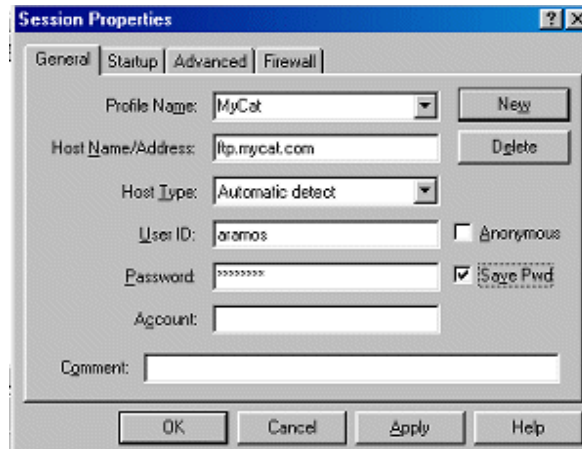 Session Properties
General Startup Advanced Firewall
Profile Name: MyCat New
Host Name/Address: ftp.mycat.com Delete
Host Type: Automatic detect
User ID: aramos Anonymous
Password: ******** Save Pwd
Account:
Comment:
OK Cancel Apply Help